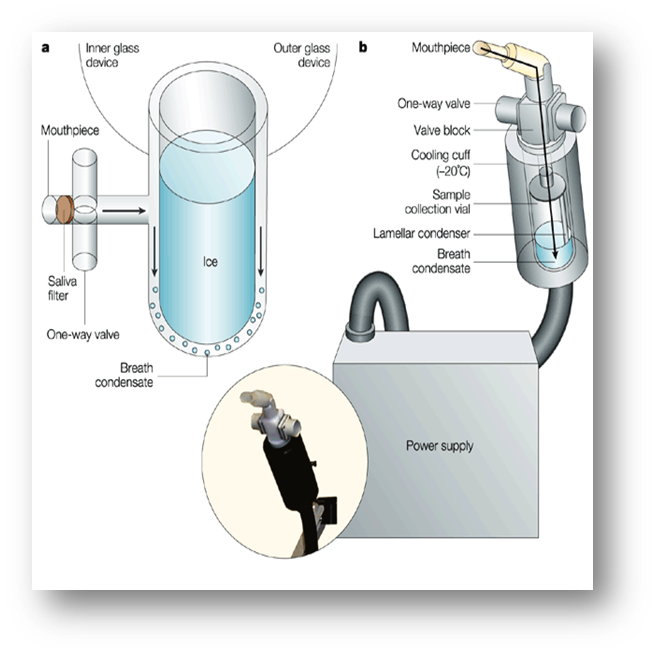 a
Inner glass
device
Outer glass
device
Mouthpiece
Ice
Saliva
filter
One-way valve
Breath
condensate
b
Mouthpiece
One-way valve
Valve block
Cooling cuff
(–20°C)
Sample
collection vial
Lamellar condenser
Breath
condensate
Power supply